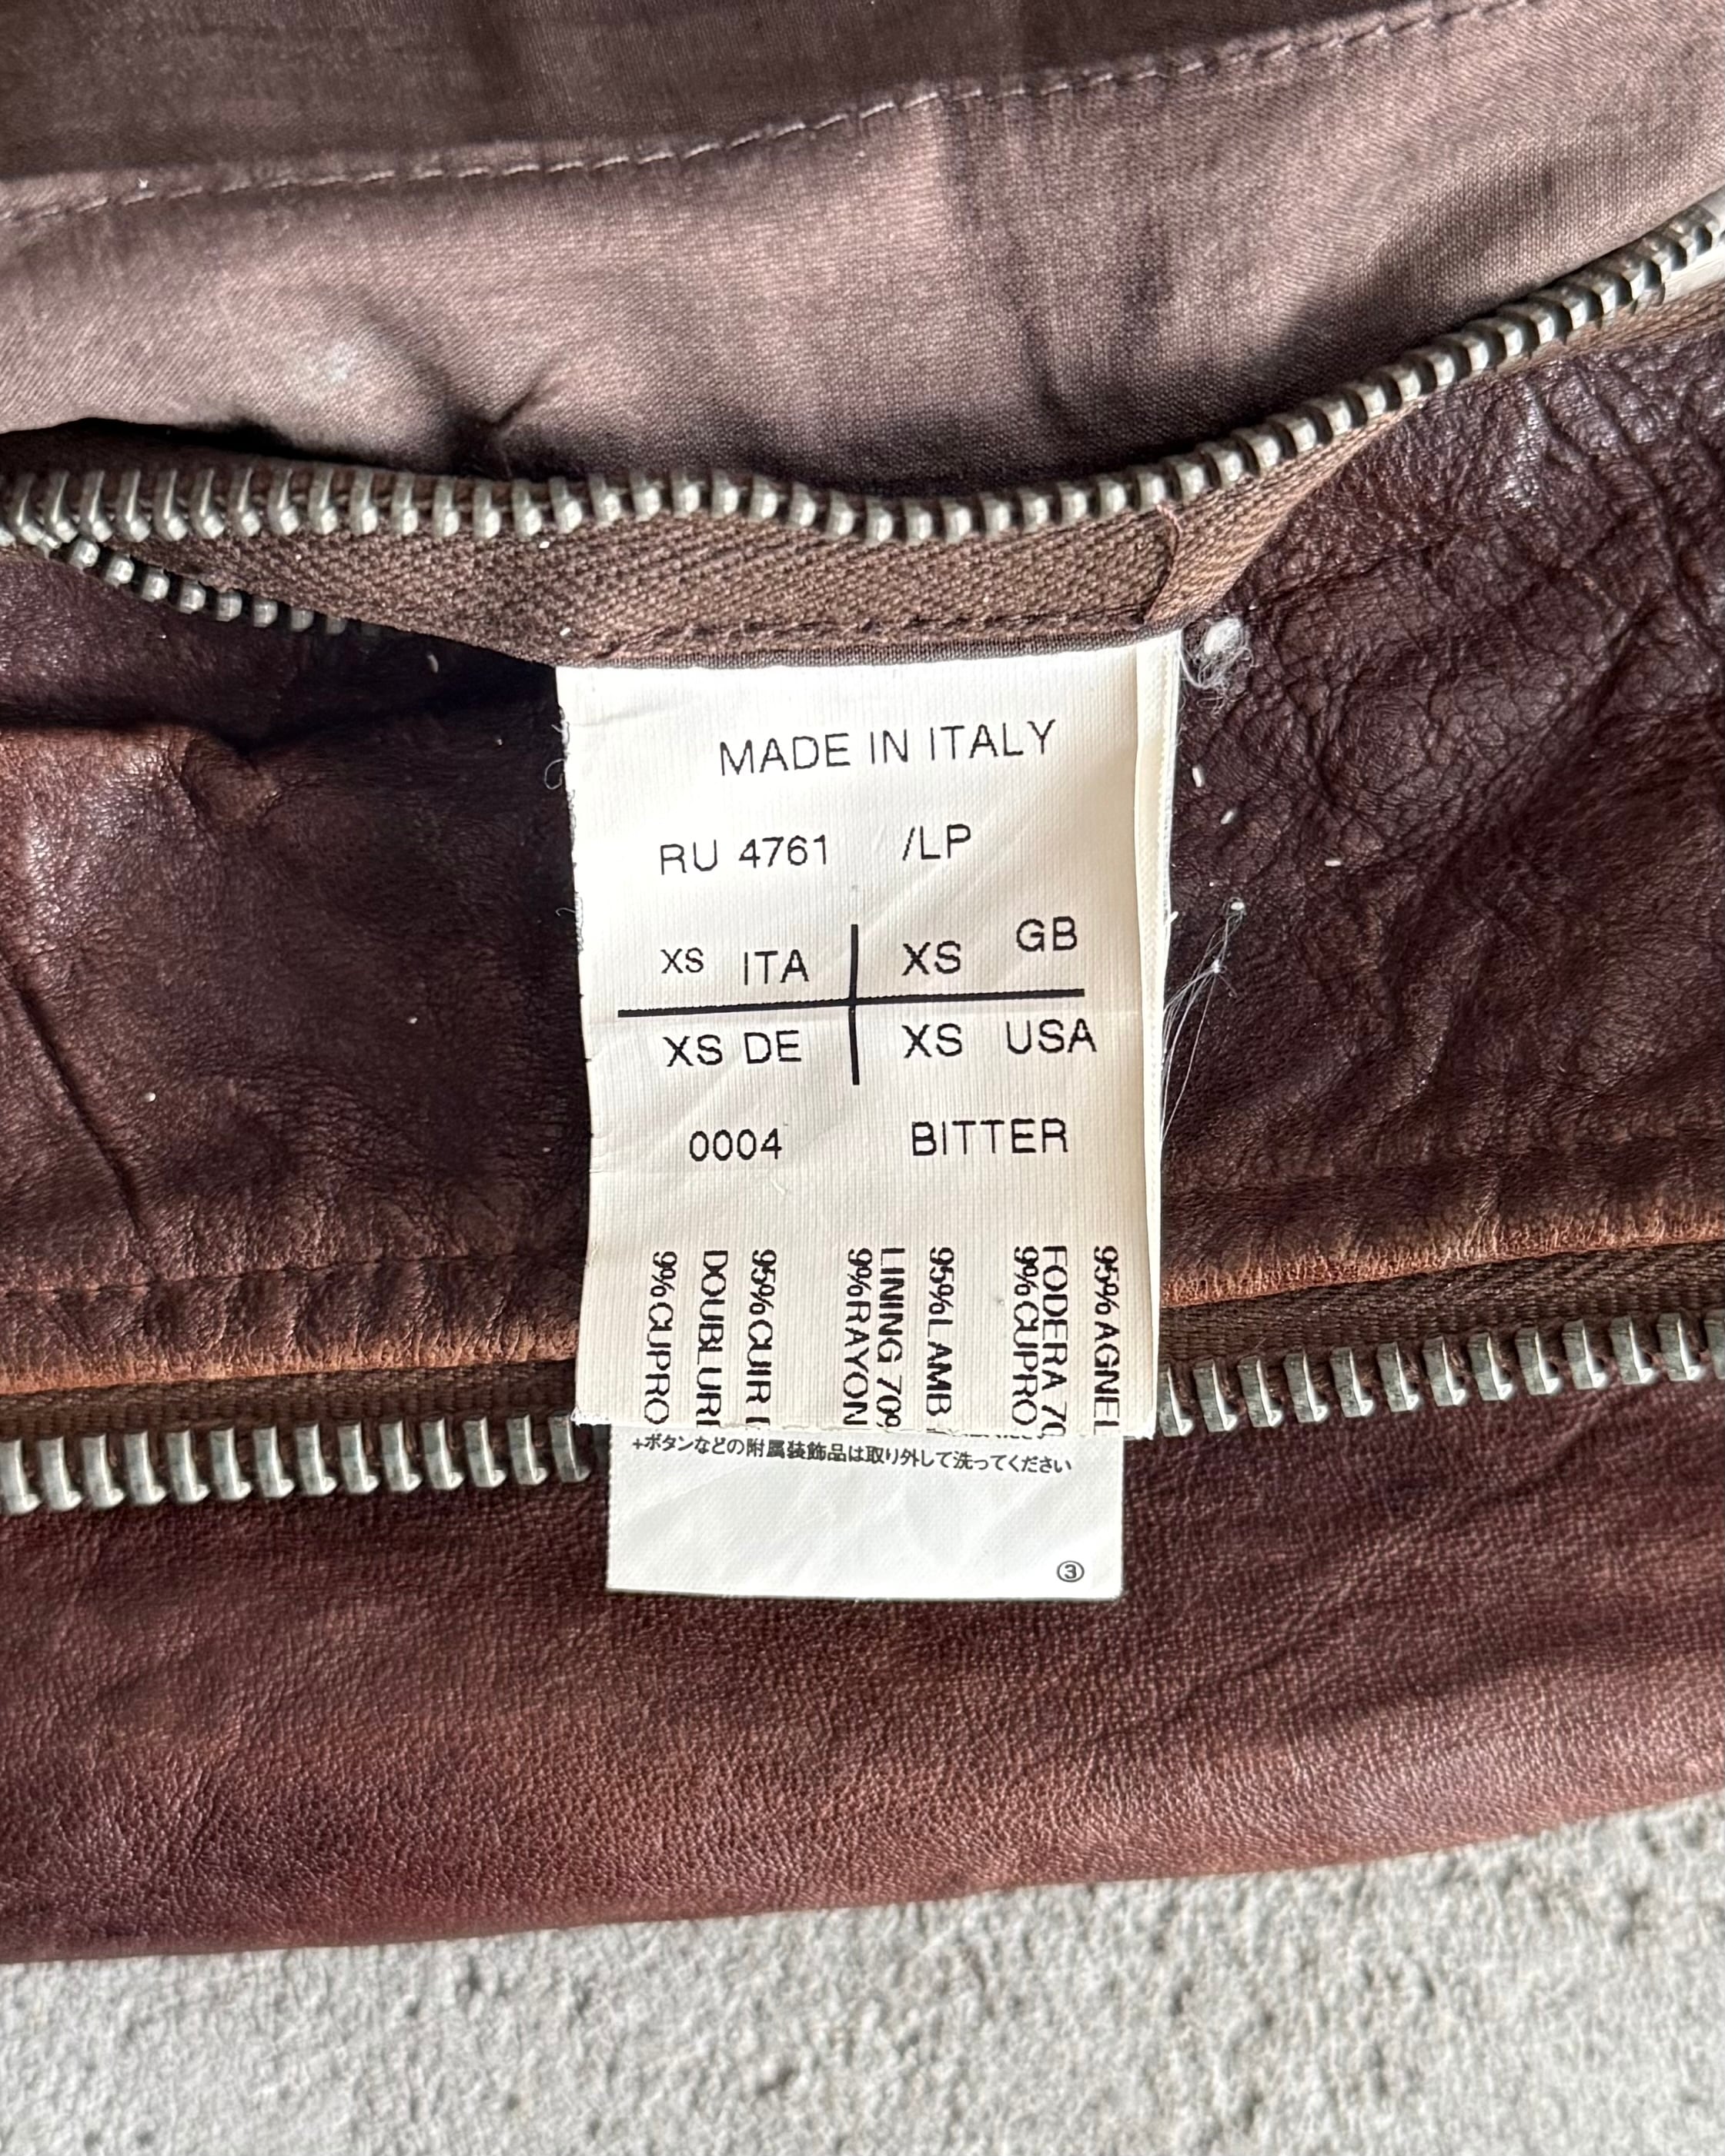 MADE IN ITALY
RU 4761 /LP
XS ITA XS GB
XS DE XS USA
0004 BITTER
95% AGNEL
FODERA 70
9% CUPRO
95% LAMB
LINING 70%
9% RAYON
95% CUIR
DOUBLURE
9% CUPRO
+ボタンなどの附属装飾品は取り外して洗ってください
③